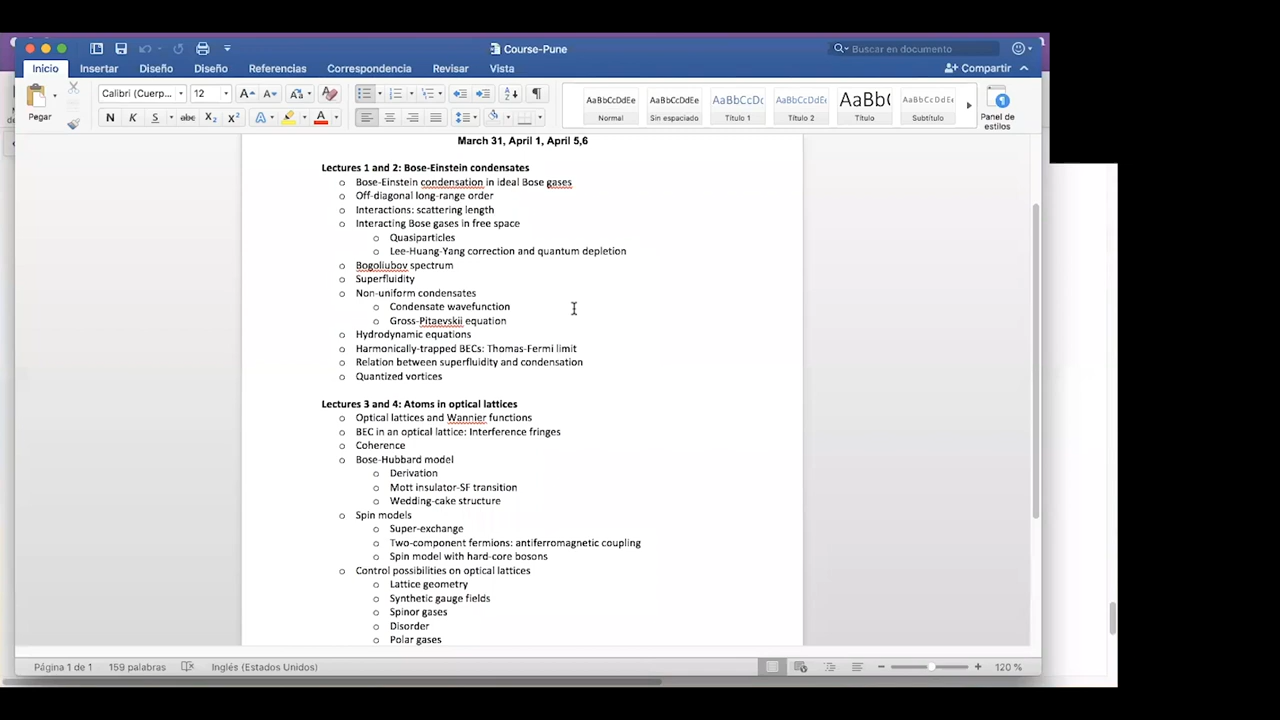 Course-Pune
Buscar en documento
Inicio Insertar Diseño Diseño Referencias Correspondencia Revisar Vista Compartir
Pegar
Calibri (Cuerp... 12
N K S abc X₂ X²
AaBbCcDdEe AaBbCcDdEe AaBbCcDc AaBbCcDdEe AaBb( AaBbCcDdEe
Normal Sin espaciado Título 1 Título 2 Título Subtítulo
Panel de
estilos
March 31, April 1, April 5,6
Lectures 1 and 2: Bose-Einstein condensates
Bose-Einstein condensation in ideal Bose gases
Off-diagonal long-range order
Interactions: scattering length
Interacting Bose gases in free space
Quasiparticles
Lee-Huang-Yang correction and quantum depletion
Bogoliubov spectrum
Superfluidity
Non-uniform condensates
Condensate wavefunction
Gross-Pitaevskii equation
Hydrodynamic equations
Harmonically-trapped BECs: Thomas-Fermi limit
Relation between superfluidity and condensation
Quantized vortices
Lectures 3 and 4: Atoms in optical lattices
Optical lattices and Wannier functions
BEC in an optical lattice: Interference fringes
Coherence
Bose-Hubbard model
Derivation
Mott insulator-SF transition
Wedding-cake structure
Spin models
Super-exchange
Two-component fermions: antiferromagnetic coupling
Spin model with hard-core bosons
Control possibilities on optical lattices
Lattice geometry
Synthetic gauge fields
Spinor gases
Disorder
Polar gases
Página 1 de 1 159 palabras Inglés (Estados Unidos) 120 %